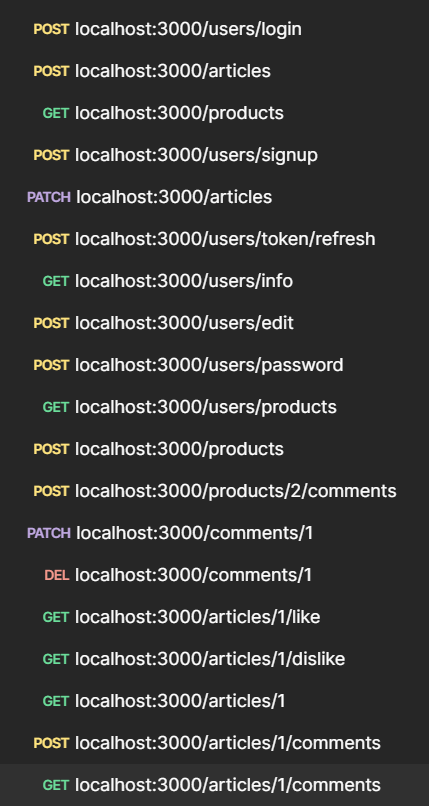 POST localhost:3000/users/login
POST localhost:3000/articles
GET localhost:3000/products
POST localhost:3000/users/signup
PATCH localhost:3000/articles
POST localhost:3000/users/token/refresh
GET localhost:3000/users/info
POST localhost:3000/users/edit
POST localhost:3000/users/password
GET localhost:3000/users/products
POST localhost:3000/products
POST localhost:3000/products/2/comments
PATCH localhost:3000/comments/1
DEL localhost:3000/comments/1
GET localhost:3000/articles/1/like
GET localhost:3000/articles/1/dislike
GET localhost:3000/articles/1
POST localhost:3000/articles/1/comments
GET localhost:3000/articles/1/comments